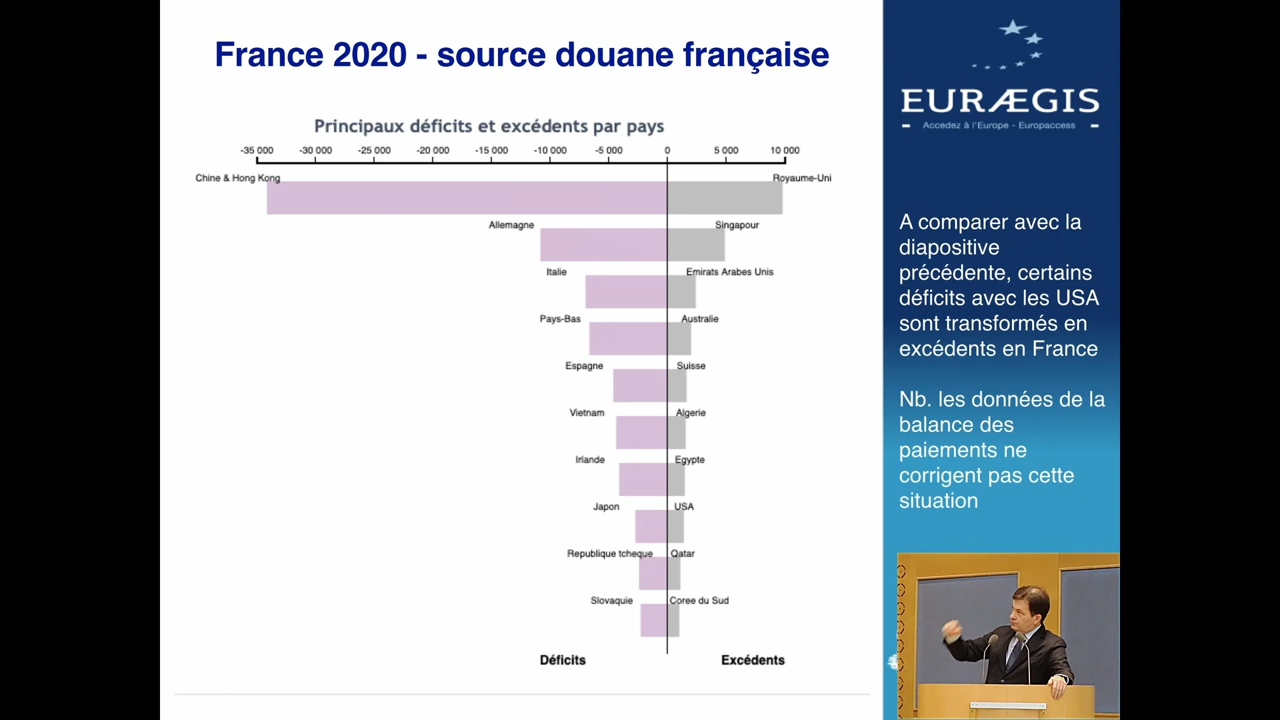 France 2020 - source douane française
Principaux déficits et excédents par pays
-35 000 -30 000 -25 000 -20 000 -15 000 -10 000 -5 000 0 5 000 10 000
Chine & Hong Kong Royaume-Uni
Allemagne Singapour
Italie Emirats Arabes Unis
Pays-Bas Australie
Espagne Suisse
Vietnam Algerie
Irlande Egypte
Japon USA
Republique tcheque Qatar
Slovaquie Coree du Sud
Déficits Excédents
EURÆGIS
Accedez à l'Europe - Europaccess
A comparer avec la
diapositive
précédente, certains
déficits avec les USA
sont transformés en
excédents en France
Nb. les données de la
balance des
paiements ne
corrigent pas cette
situation